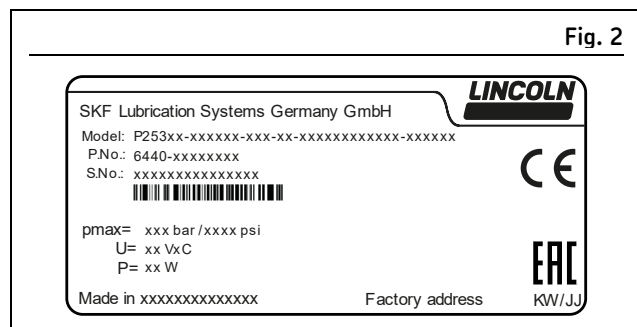 Fig. 2
LINCOLN
SKF Lubrication Systems Germany GmbH
Model: P253xx-xxxxxx-xxx-xx-xxxxxxxxxxxx-xxxxxx
P.No.: 6440-xxxxxxxx
S.No.: xxxxxxxxxxxxxxx
CE
pmax= xxx bar /xxxx psi
U= xx VxC
P= xx W
EAC
Made in xxxxxxxxxxxxxx Factory address KW/JJ